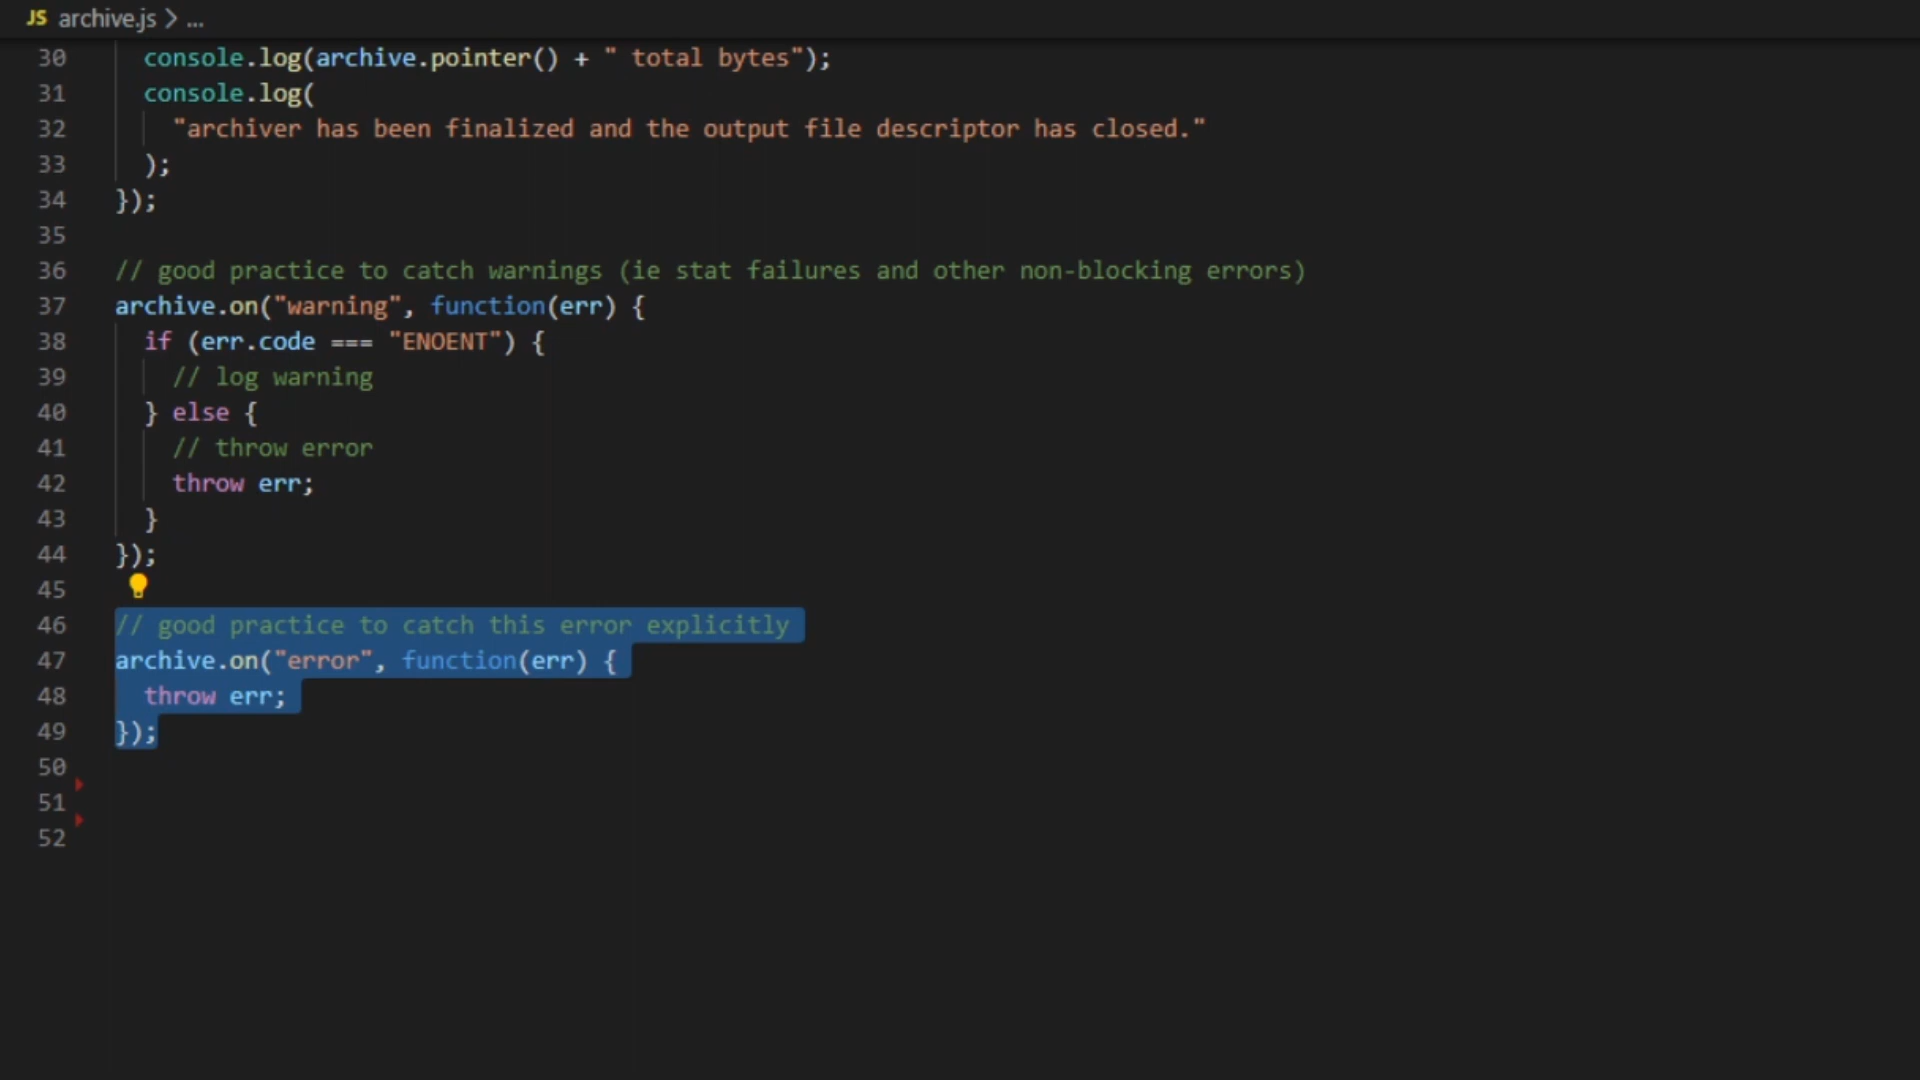 JS archive.js > ...
30 console.log(archive.pointer() + " total bytes");
31 console.log(
32 "archiver has been finalized and the output file descriptor has closed."
33 );
34 });
35
36 // good practice to catch warnings (ie stat failures and other non-blocking errors)
37 archive.on("warning", function(err) {
38 if (err.code === "ENOENT") {
39 // log warning
40 } else {
41 // throw error
42 throw err;
43 }
44 });
45
46 // good practice to catch this error explicitly
47 archive.on("error", function(err) {
48 throw err;
49 });
50
51
52